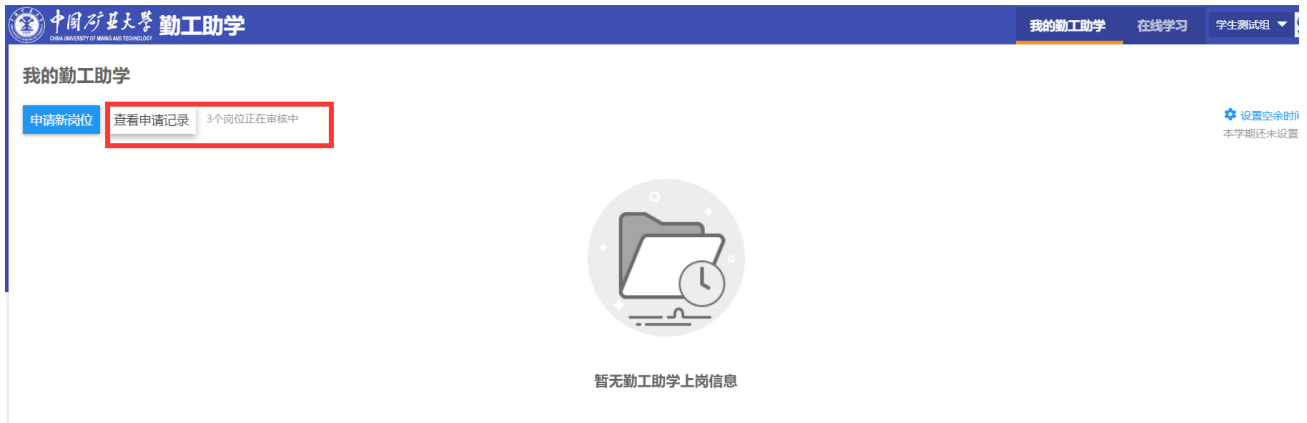 中国矿业大学 勤工助学
CHINA UNIVERSITY OF MINING AND TECHNOLOGY
我的勤工助学 在线学习 学生测试组
我的勤工助学
申请新岗位 查看申请记录 3个岗位正在审核中
设置空余时间
本学期还未设置
暂无勤工助学上岗信息